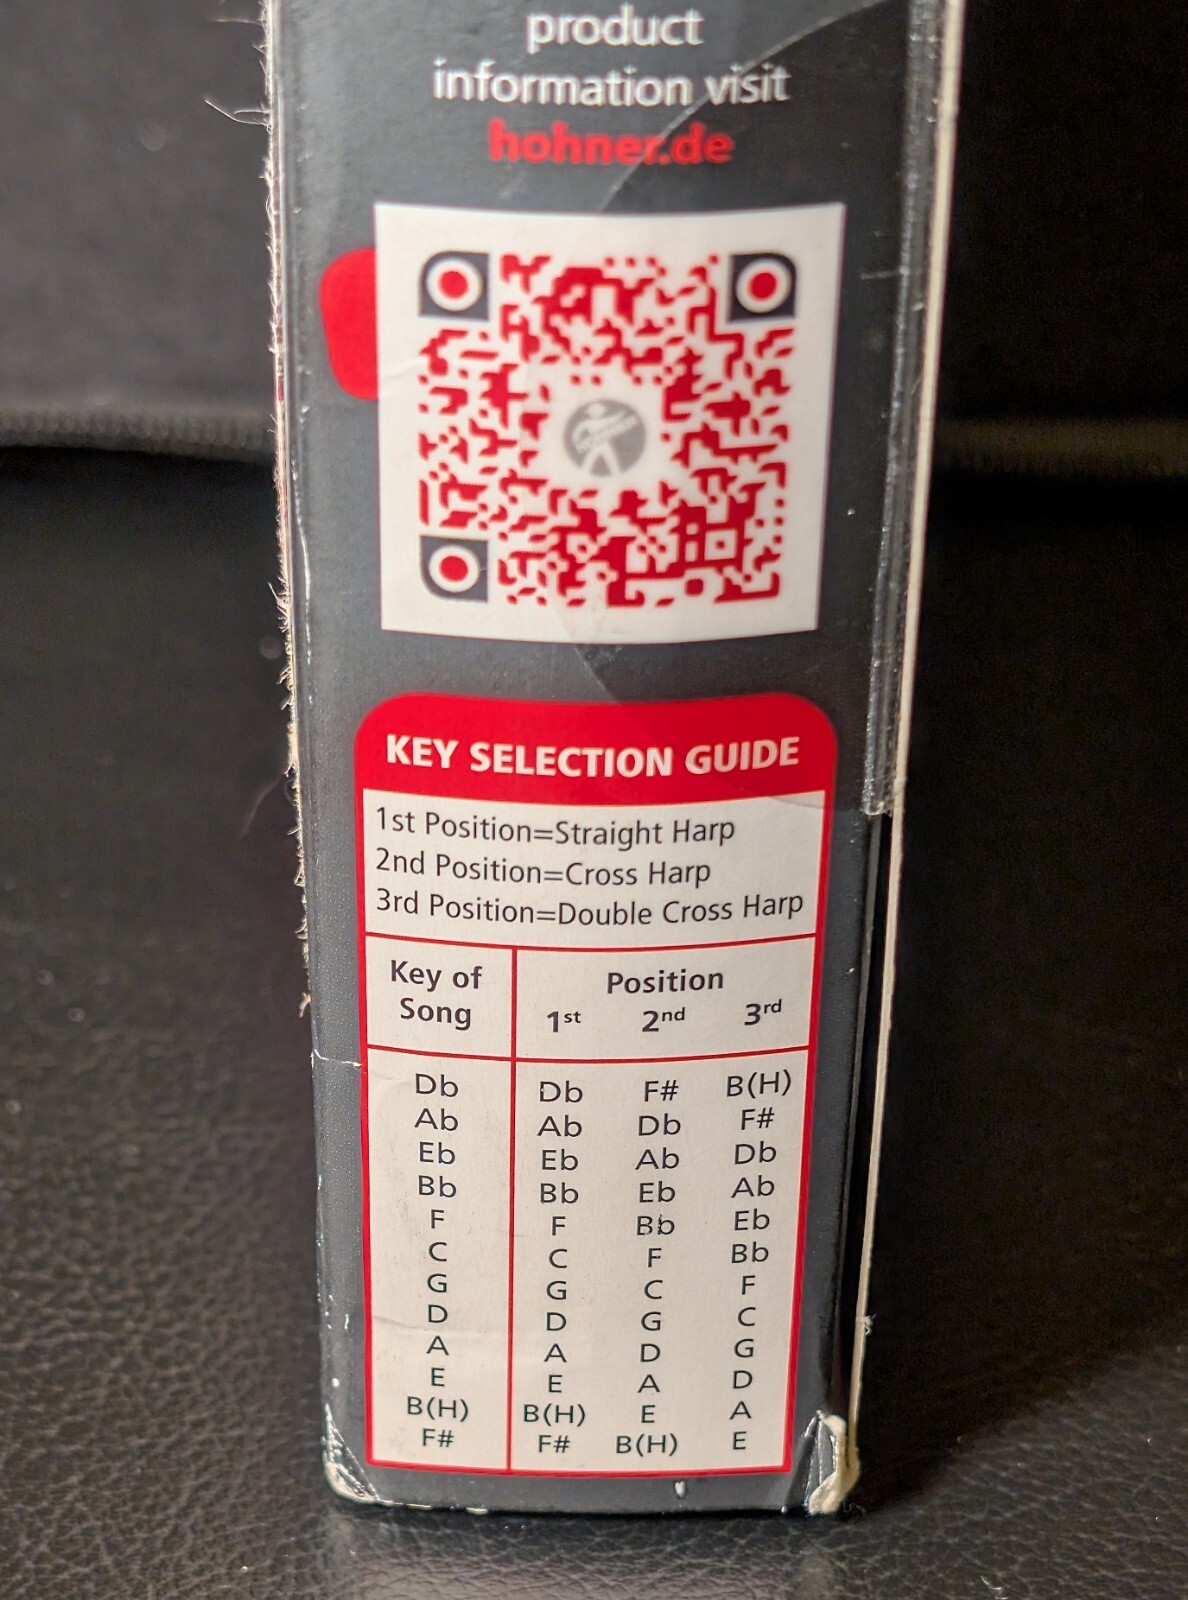 product
information visit
hohner.de
KEY SELECTION GUIDE
1st Position=Straight Harp
2nd Position=Cross Harp
3rd Position=Double Cross Harp
Key of Song
Position
1st 2nd 3rd
Db Db F# B(H)
Ab Ab Db F#
Eb Eb Ab Db
Bb Bb Eb Ab
F F Bb Eb
C C F Bb
G G C F
D D G C
A A D G
E E A D
B(H) B(H) E A
F# F# B(H) E